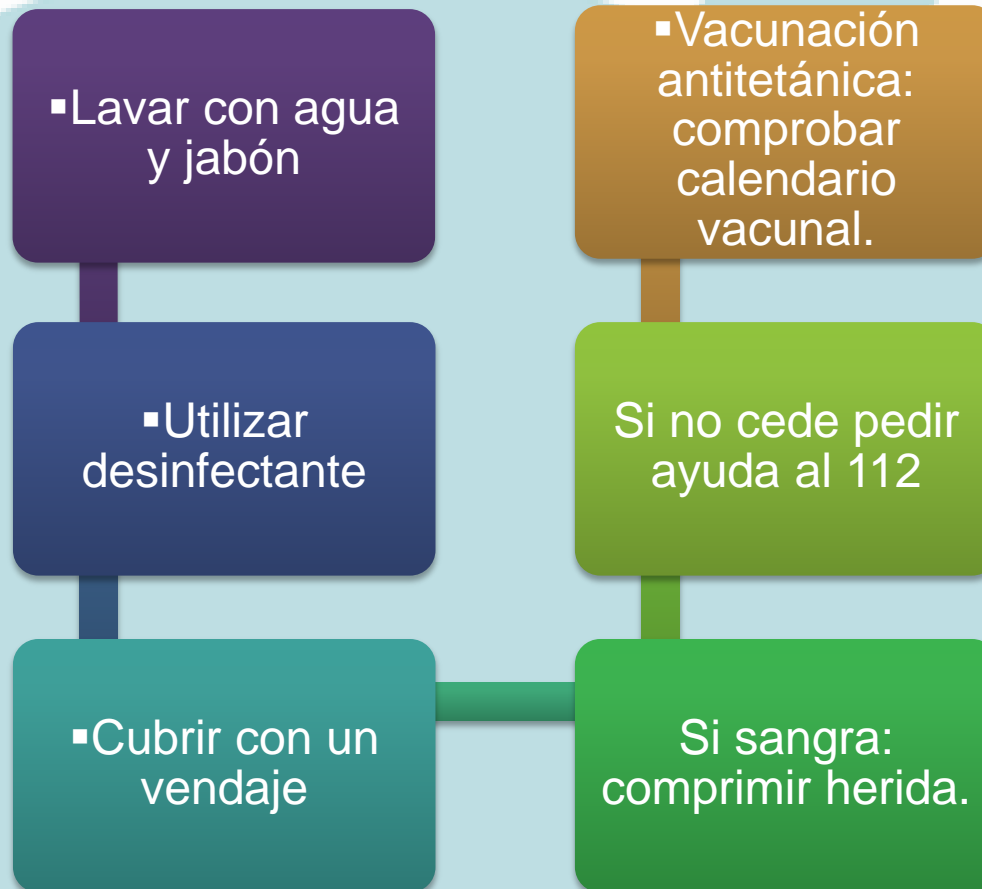 ▪Lavar con agua
y jabón
▪Utilizar
desinfectante
▪Cubrir con un
vendaje
Si sangra:
comprimir herida.
Si no cede pedir
ayuda al 112
▪Vacunación
antitetánica:
comprobar
calendario
vacunal.